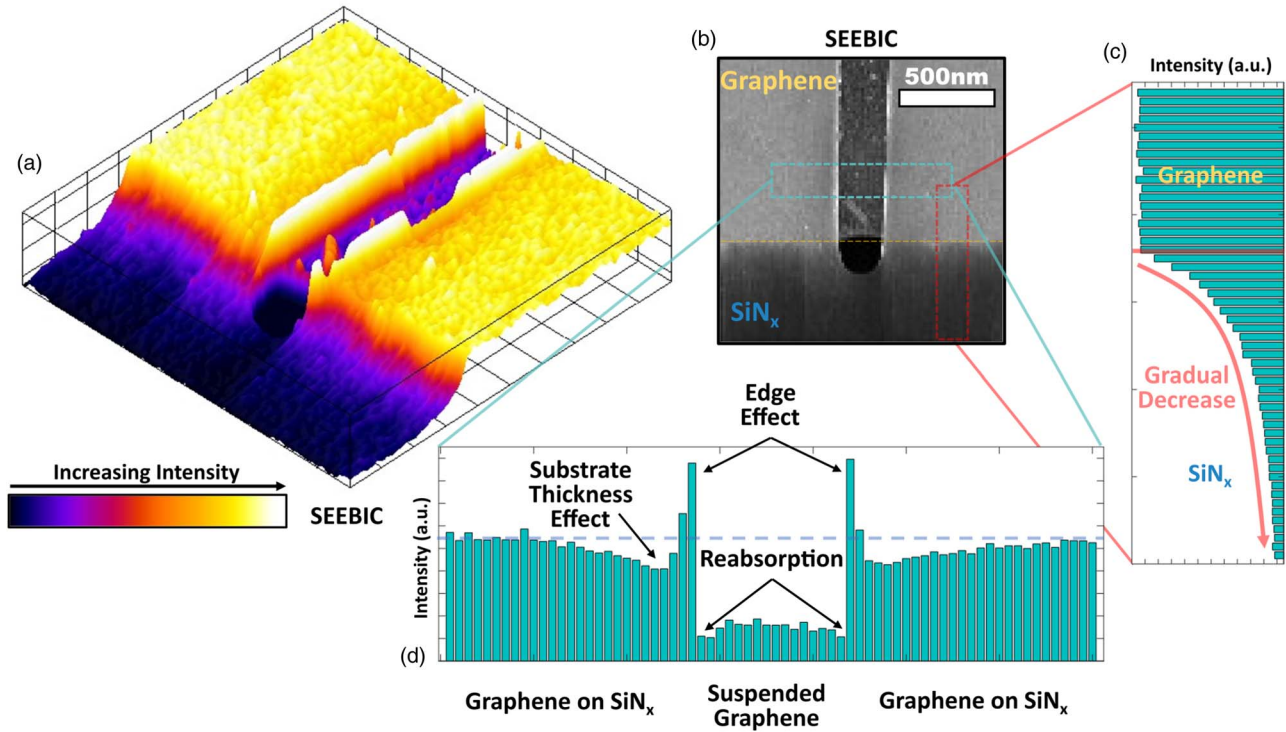 (a)
Increasing Intensity
SEEBIC
(b)
SEEBIC
Graphene
500nm
SiNx
(c)
Intensity (a.u.)
Graphene
Gradual
Decrease
SiNx
Edge
Effect
Substrate
Thickness
Effect
Reabsorption
Intensity (a.u.)
(d)
Graphene on SiNx
Suspended
Graphene
Graphene on SiNx